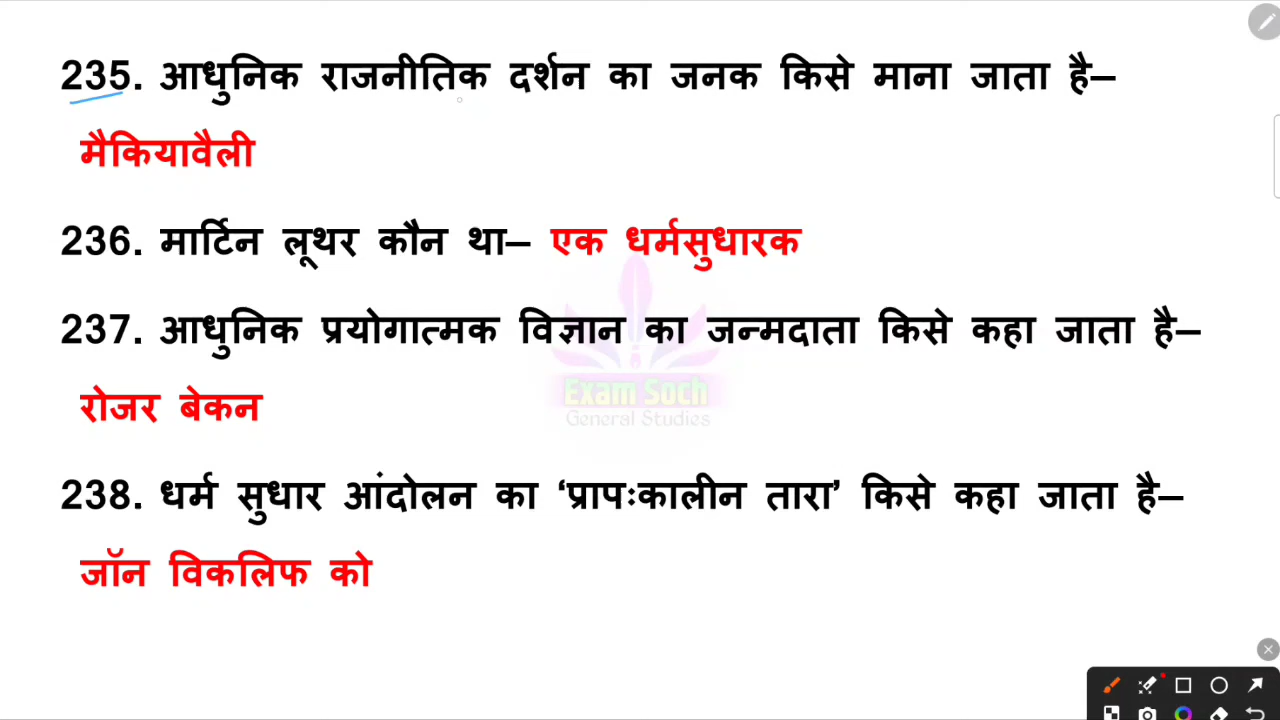 235. आधुनिक राजनीतिक दर्शन का जनक किसे माना जाता है–
मैकियावैली
236. मार्टिन लूथर कौन था– एक धर्मसुधारक
237. आधुनिक प्रयोगात्मक विज्ञान का जन्मदाता किसे कहा जाता है–
Exam Soch
रोजर बेकन
General Studies
238. धर्म सुधार आंदोलन का ‘प्रापःकालीन तारा’ किसे कहा जाता है–
जॉन विकलिफ को